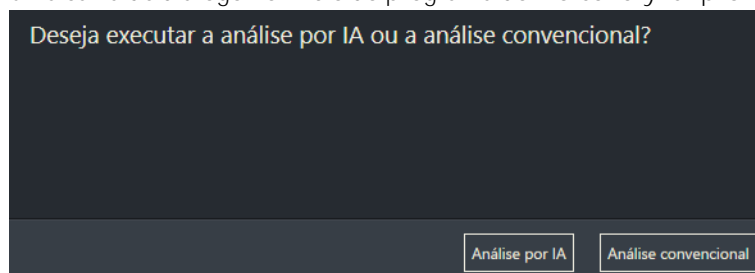 Deseja executar a análise por IA ou a análise convencional?
Análise por IA
Análise convencional